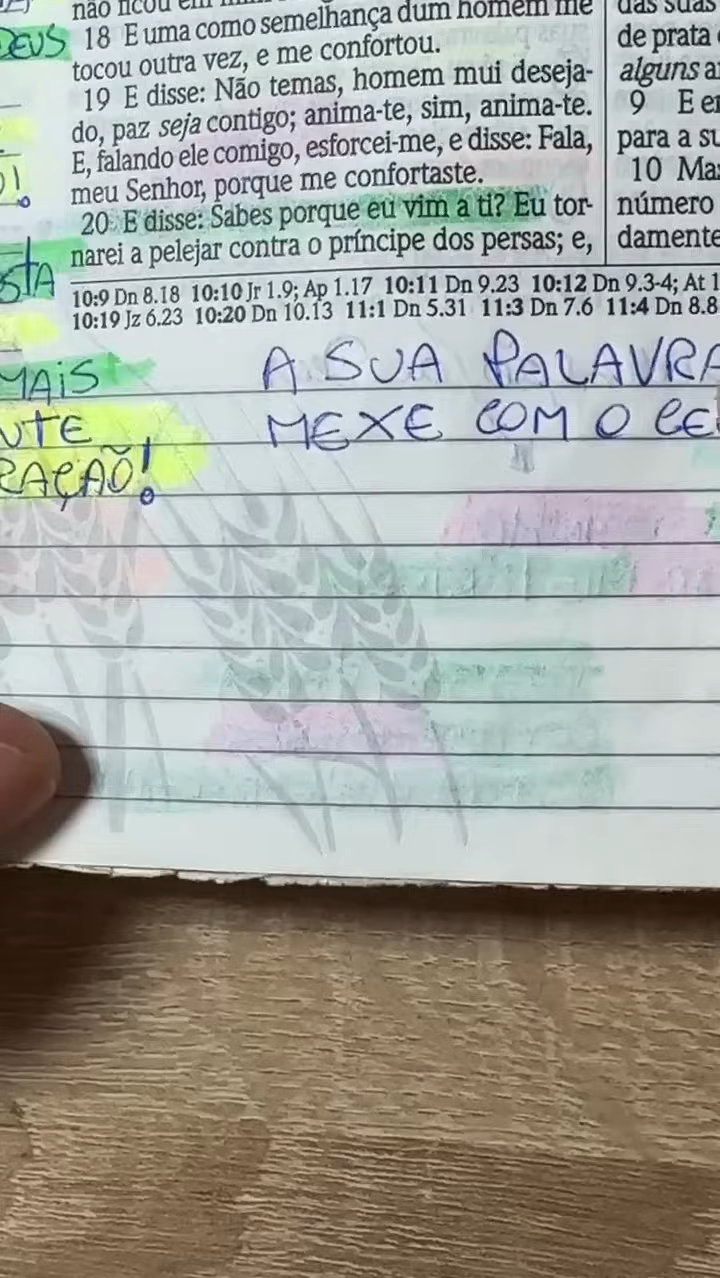 DEUS
não ficou em
18 E uma como semelhança dum homem me
tocou outra vez, e me confortou.
19 E disse: Não temas, homem mui deseja-
do, paz seja contigo; anima-te, sim, anima-te.
E, falando ele comigo, esforcei-me, e disse: Fala,
meu Senhor, porque me confortaste.
20 E disse: Sabes porque eu vim a ti? Eu tor-
narei a pelejar contra o príncipe dos persas; e,
das suas
de prata
alguns
9 E
para a
10 Mas
número
damente
10:9 Dn 8.18 10:10 Jr 1.9; Ap 1.17 10:11 Dn 9.23 10:12 Dn 9.3-4; At
10:19 Jz 6.23 10:20 Dn 10.13 11:1 Dn 5.31 11:3 Dn 7.6 11:4 Dn 8.8
MAIS
A SUA PALAVRA
MEXE COM O